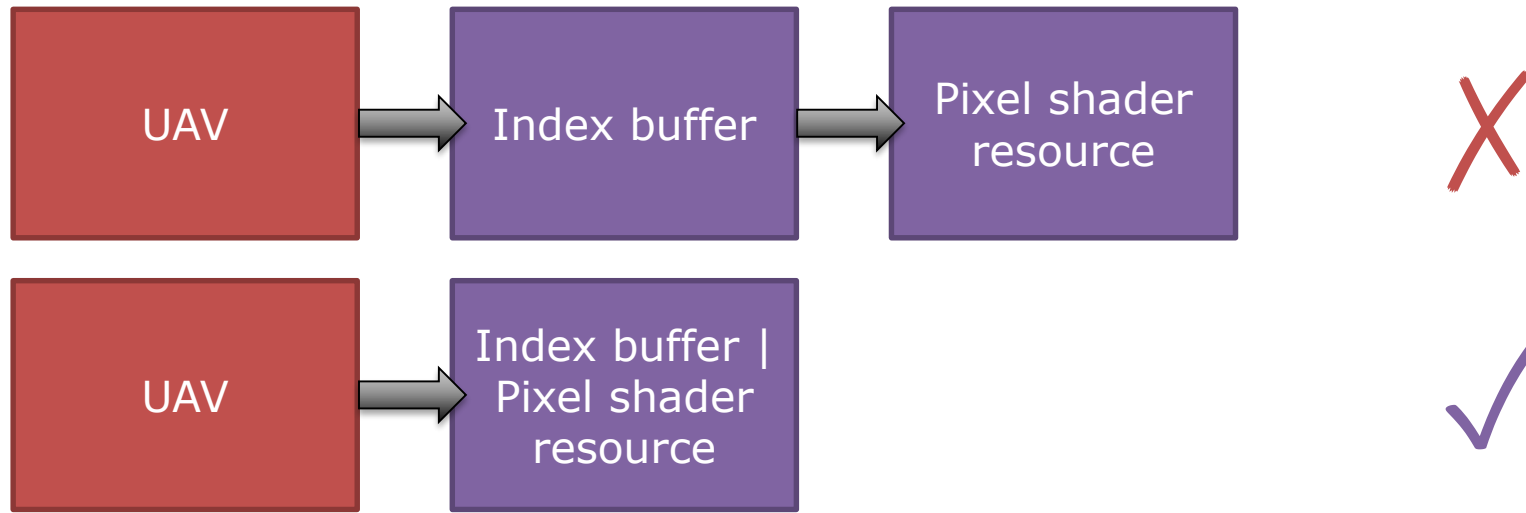 UAV
Index buffer
Pixel shader
resource
UAV
Index buffer |
Pixel shader
resource